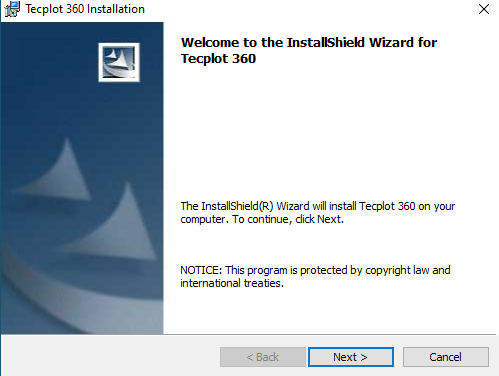 Tecplot 360 Installation
Welcome to the InstallShield Wizard for
Tecplot 360
The InstallShield(R) Wizard will install Tecplot 360 on your
computer. To continue, click Next.
NOTICE: This program is protected by copyright law and
international treaties.
< Back
Next >
Cancel